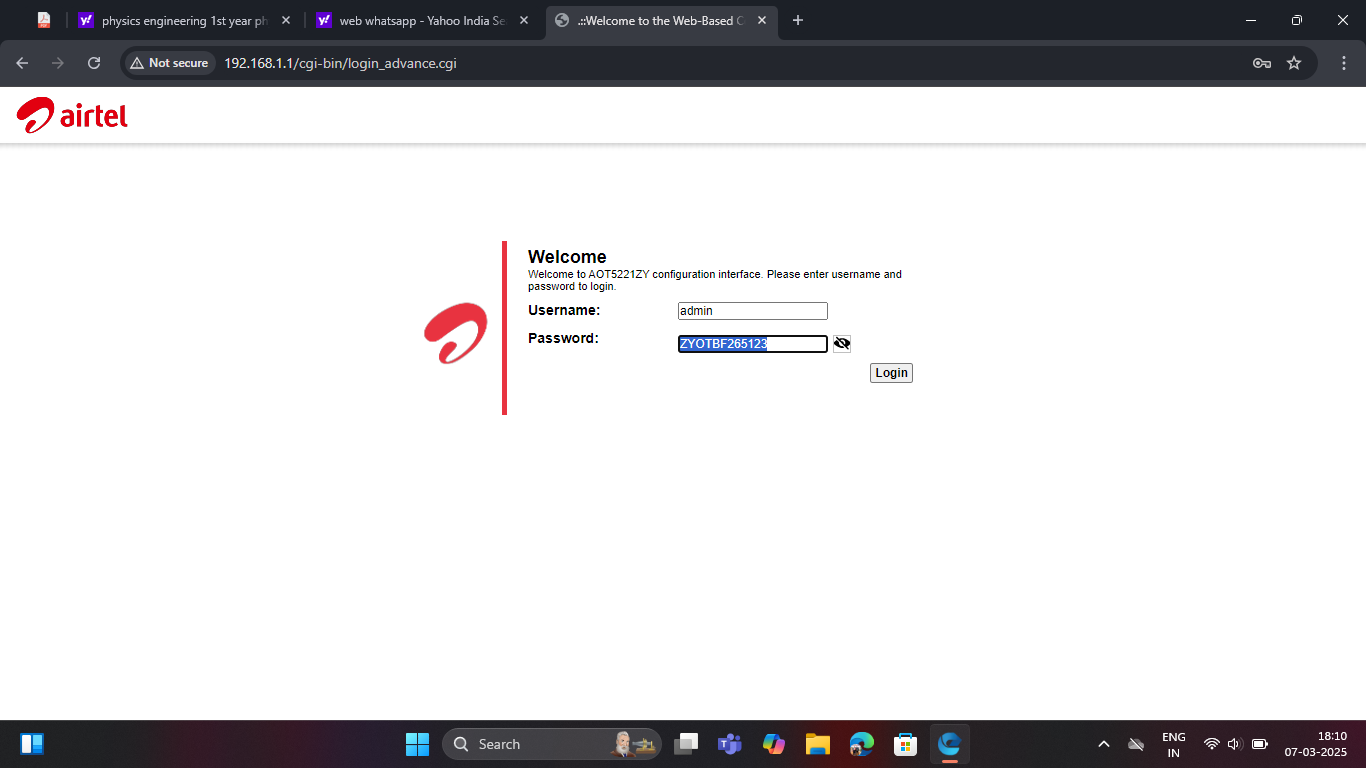 physics engineering 1st year ph
web whatsapp - Yahoo India Se
.::Welcome to the Web-Based C
Not secure
192.168.1.1/cgi-bin/login_advance.cgi
airtel
Welcome
Welcome to AOT5221ZY configuration interface. Please enter username and
password to login.
Username:
admin
Password:
ZYOTBF265123
Login
Search
ENG
IN
18:10
07-03-2025